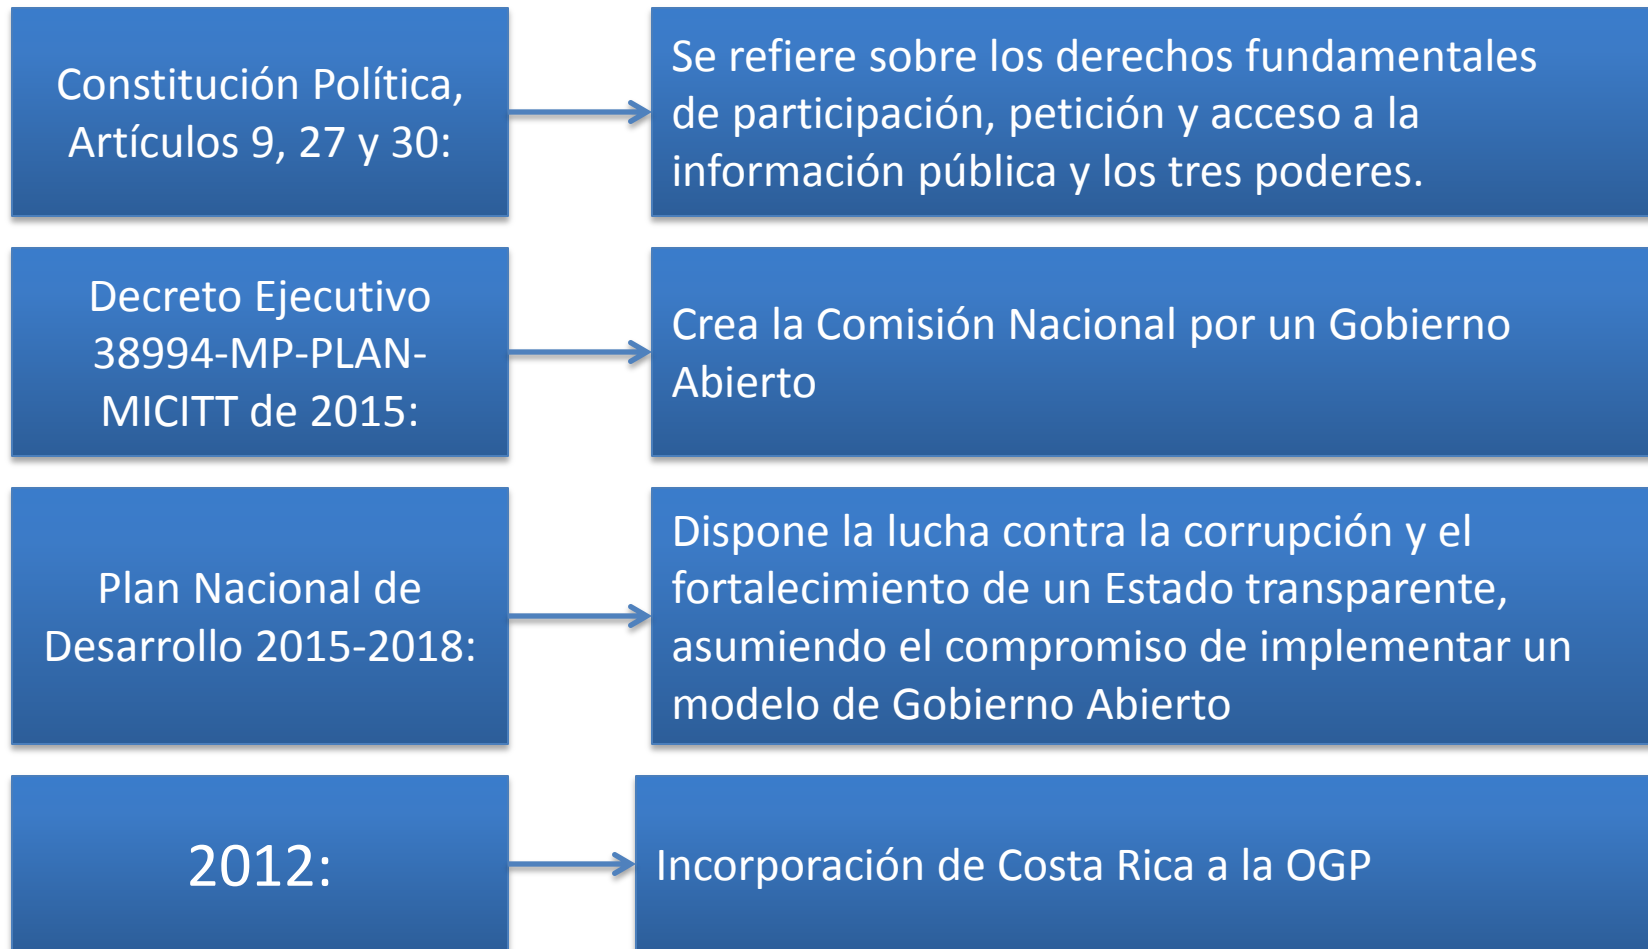 Constitución Política,
Artículos 9, 27 y 30:
Se refiere sobre los derechos fundamentales
de participación, petición y acceso a la
información pública y los tres poderes.
Decreto Ejecutivo
38994-MP-PLAN-
MICITT de 2015:
Crea la Comisión Nacional por un Gobierno
Abierto
Plan Nacional de
Desarrollo 2015-2018:
Dispone la lucha contra la corrupción y el
fortalecimiento de un Estado transparente,
asumiendo el compromiso de implementar un
modelo de Gobierno Abierto
2012:
Incorporación de Costa Rica a la OGP